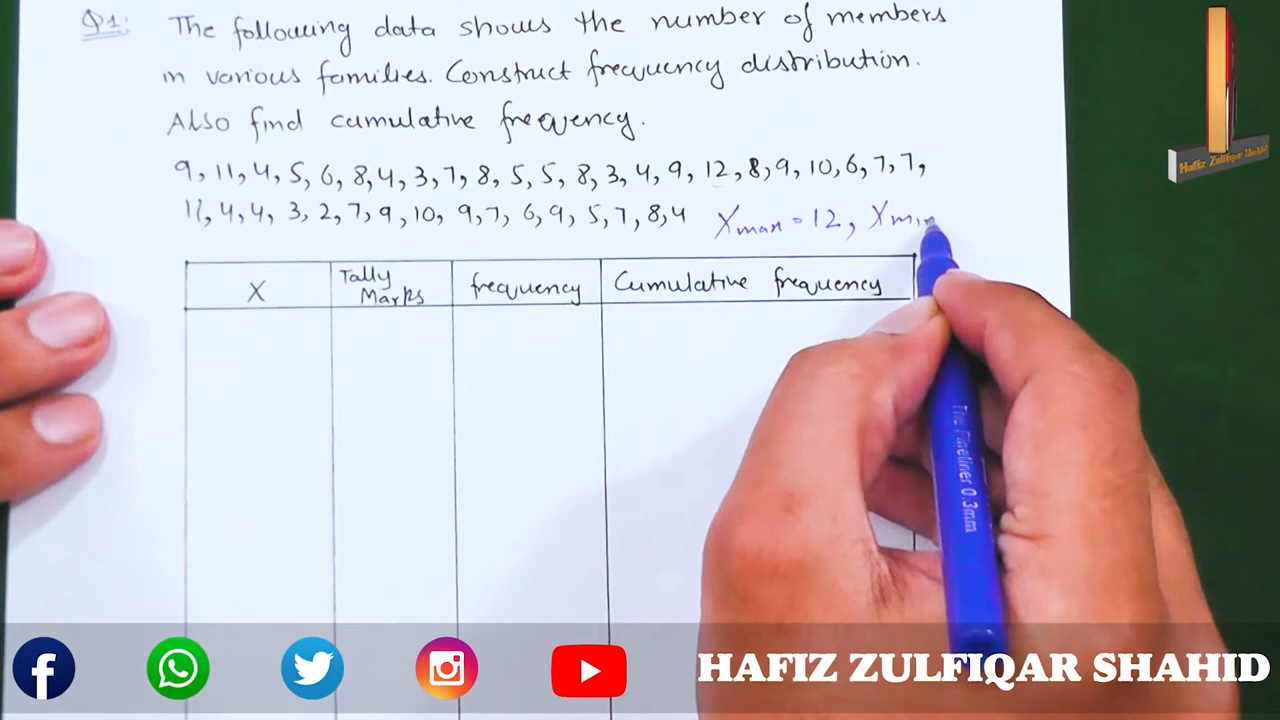 Q1: The following data shows the number of members
in various families. Construct frequency distribution.
Also find cumulative frequency.
9, 11, 4, 5, 6, 8, 4, 3, 7, 8, 5, 5, 8, 3, 4, 9, 12, 8, 9, 10, 6, 7, 7,
11, 4, 4, 3, 2, 7, 9, 10, 9, 7, 6, 9, 5, 7, 8, 4 Xmax = 12, Xmin
X Tally Marks frequency Cumulative frequency
Hafiz Zulfiqar Shahid
The Fineliner 0.3mm
HAFIZ ZULFIQAR SHAHID